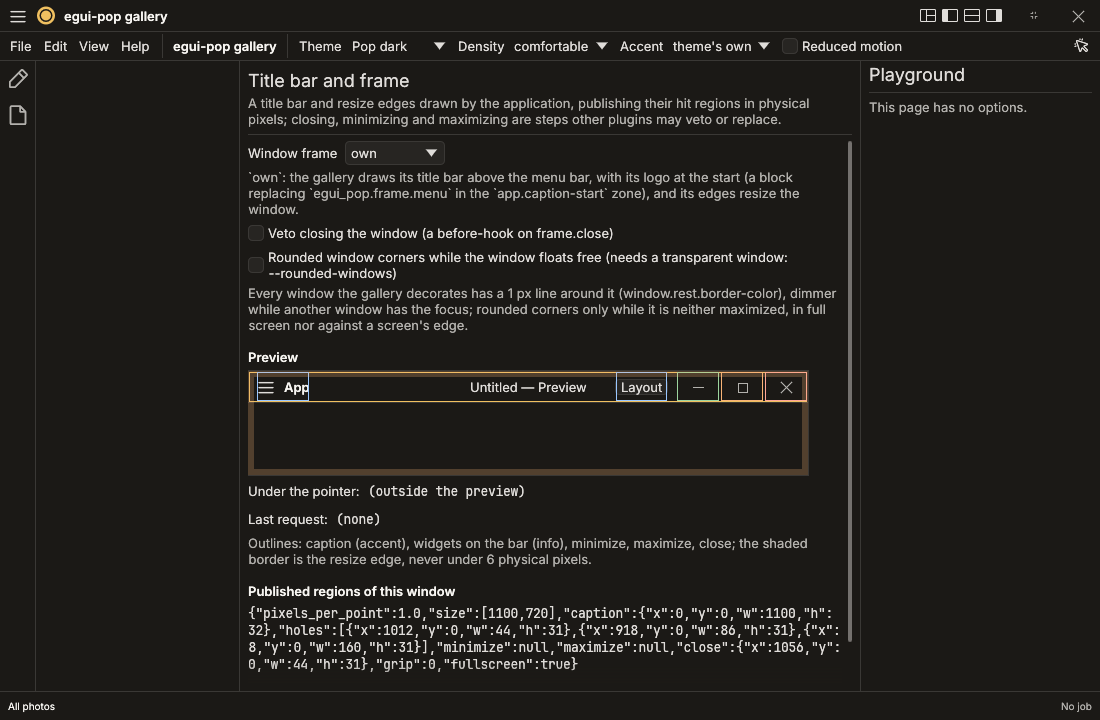 egui-pop gallery
File Edit View Help egui-pop gallery Theme Pop dark Density comfortable Accent theme's own Reduced motion
Title bar and frame
A title bar and resize edges drawn by the application, publishing their hit regions in physical
pixels; closing, minimizing and maximizing are steps other plugins may veto or replace.
Window frame own
`own`: the gallery draws its title bar above the menu bar, with its logo at the start (a block
replacing `egui_pop.frame.menu` in the `app.caption-start` zone), and its edges resize the
window.
Veto closing the window (a before-hook on frame.close)
Rounded window corners while the window floats free (needs a transparent window:
--rounded-windows)
Every window the gallery decorates has a 1 px line around it (window.rest.border-color), dimmer
while another window has the focus; rounded corners only while it is neither maximized, in full
screen nor against a screen's edge.
Preview
App Untitled — Preview Layout
Under the pointer: (outside the preview)
Last request: (none)
Outlines: caption (accent), widgets on the bar (info), minimize, maximize, close; the shaded
border is the resize edge, never under 6 physical pixels.
Published regions of this window
{"pixels_per_point":1.0,"size":[1100,720],"caption":{"x":0,"y":0,"w":1100,"h":
32},"holes":[{"x":1012,"y":0,"w":44,"h":31},{"x":918,"y":0,"w":86,"h":31},{"x":
8,"y":0,"w":160,"h":31}],"minimize":null,"maximize":null,"close":{"x":1056,"y":
0,"w":44,"h":31},"grip":0,"fullscreen":true}
Playground
This page has no options.
All photos
No job